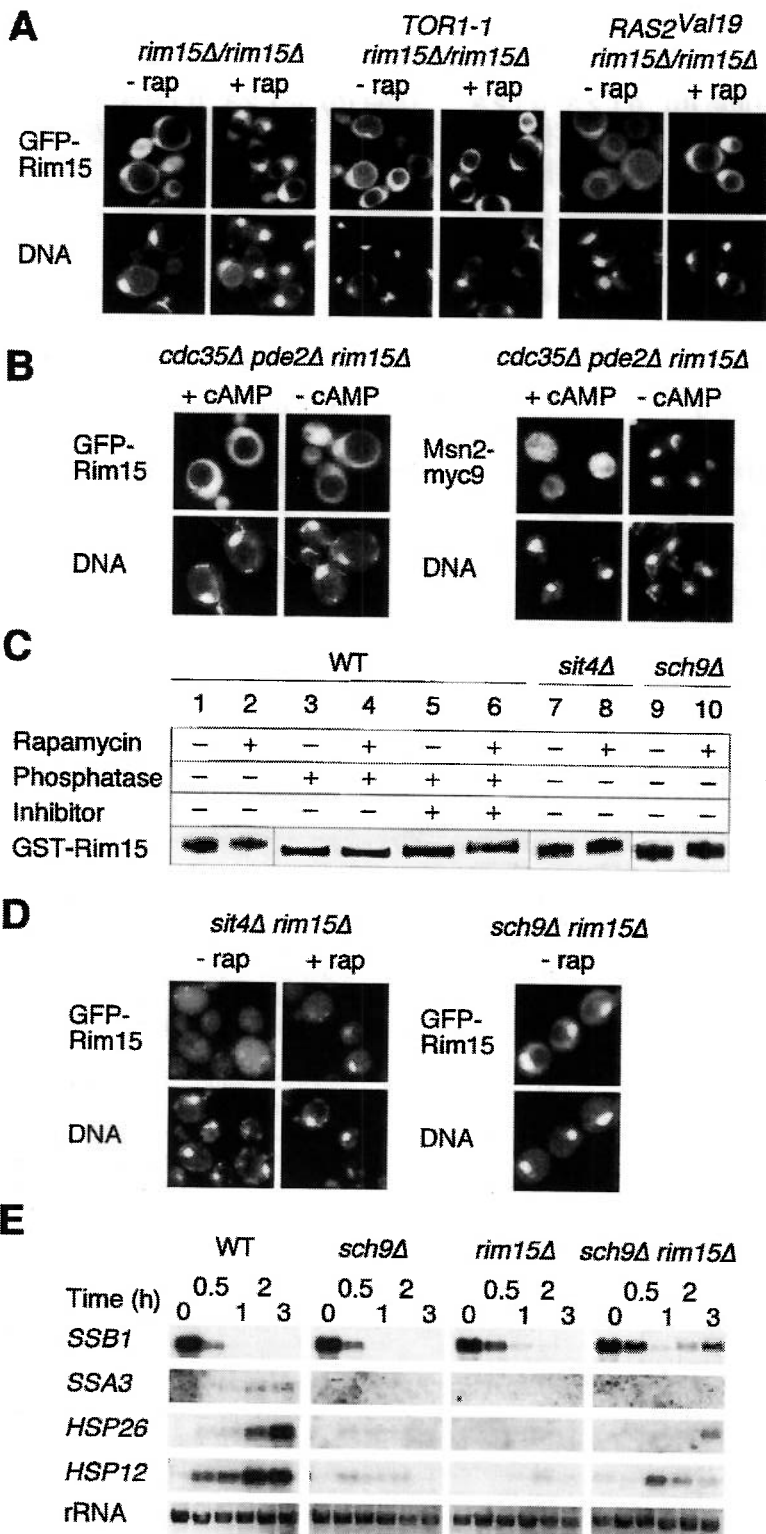 A
TOR1-1 RAS2Val19
rim15Δ/rim15Δ rim15Δ/rim15Δ rim15Δ/rim15Δ
- rap + rap - rap + rap - rap + rap
GFP-
Rim15
DNA
B
cdc35Δ pde2Δ rim15Δ cdc35Δ pde2Δ rim15Δ
+ cAMP - cAMP + cAMP - cAMP
GFP-
Rim15
Msn2-
myc9
DNA DNA
C
WT sit4Δ sch9Δ
1 2 3 4 5 6 7 8 9 10
Rapamycin – + – + – + – + – +
Phosphatase – – + + + + – – – –
Inhibitor – – – – + + – – – –
GST-Rim15
D
sit4Δ rim15Δ sch9Δ rim15Δ
- rap + rap - rap
GFP-
Rim15
GFP-
Rim15
DNA DNA
E
WT sch9Δ rim15Δ sch9Δ rim15Δ
Time (h) 0 0.5 1 2 3 0 0.5 1 2 3 0 0.5 1 2 3 0 0.5 1 2 3
SSB1
SSA3
HSP26
HSP12
rRNA